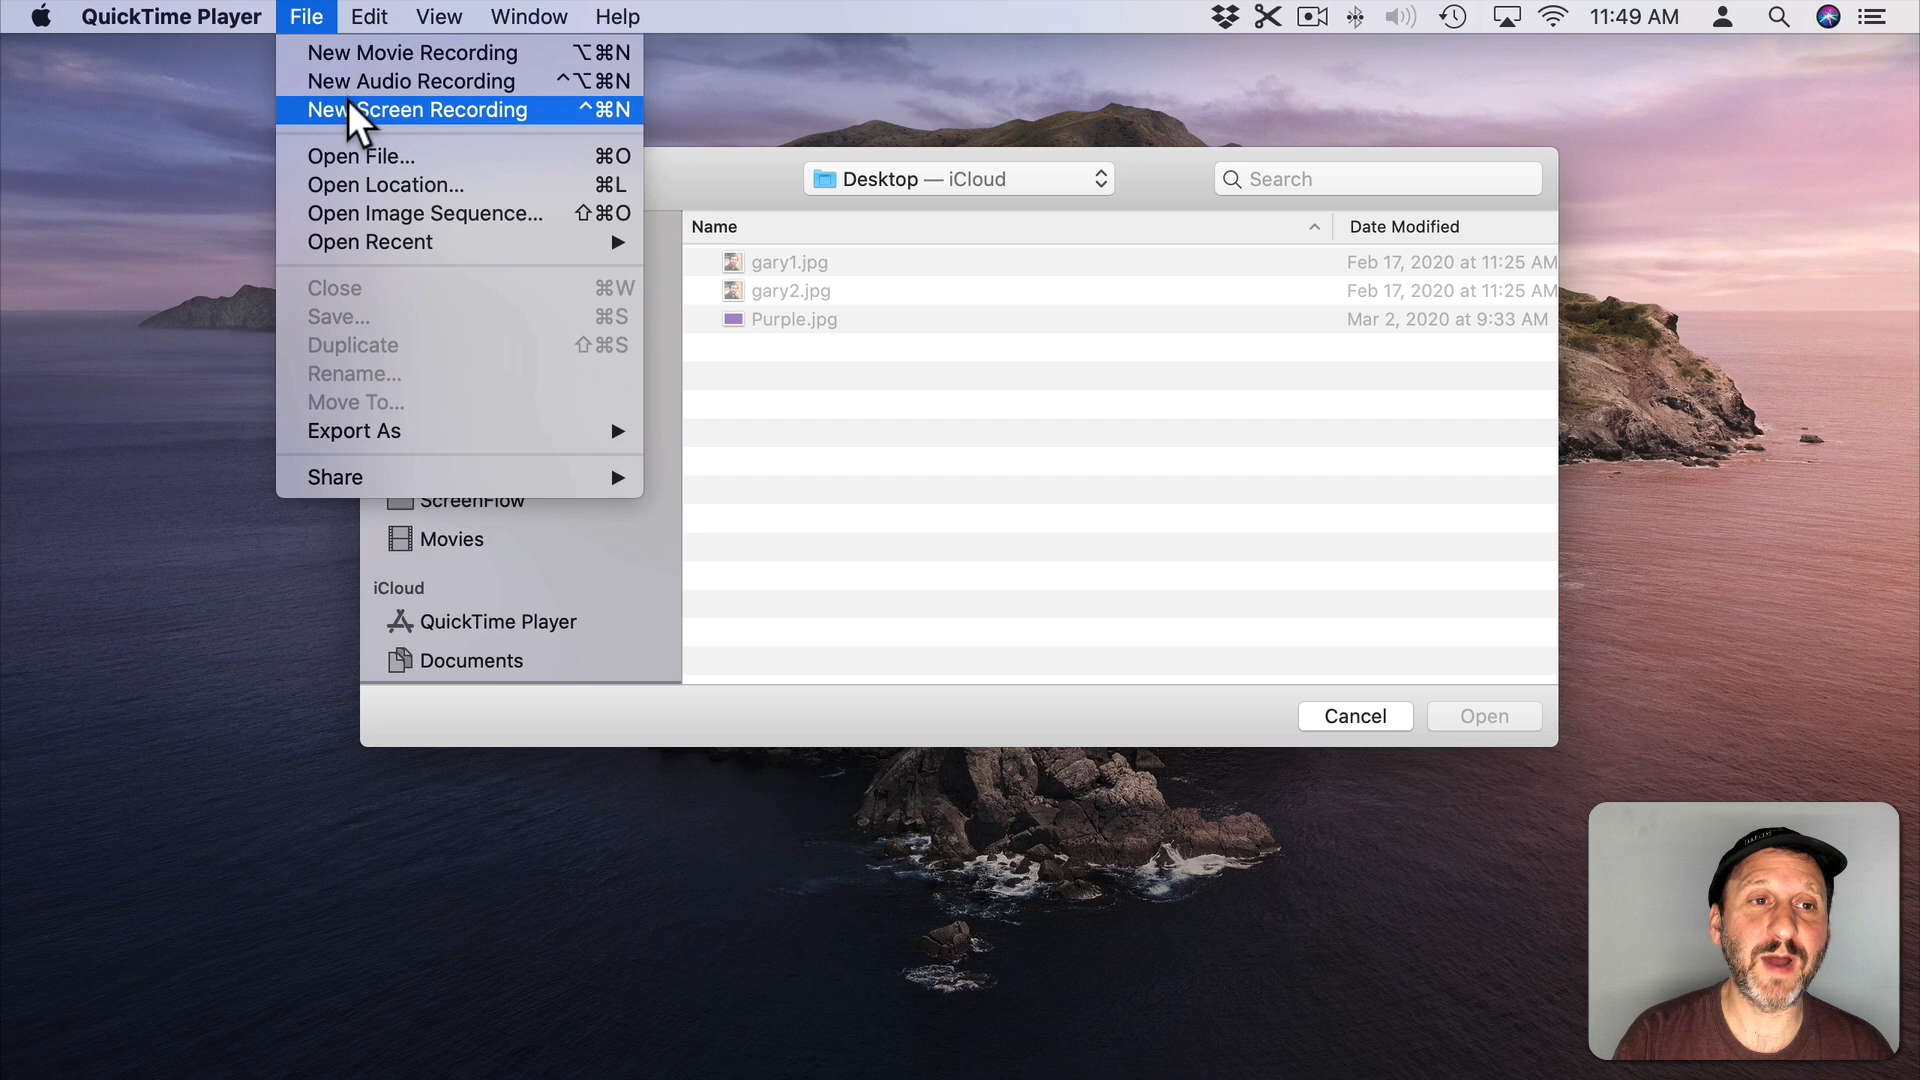 QuickTime Player File Edit View Window Help 11:49 AM
New Movie Recording ⌥⌘N
New Audio Recording ^⌥⌘N
New Screen Recording ^⌘N
Open File... ⌘O
Open Location... ⌘L
Open Image Sequence... ⇧⌘O
Open Recent
Close ⌘W
Save... ⌘S
Duplicate ⇧⌘S
Rename...
Move To...
Export As
Share
Desktop — iCloud
Search
Name Date Modified
gary1.jpg Feb 17, 2020 at 11:25 AM
gary2.jpg Feb 17, 2020 at 11:25 AM
Purple.jpg Mar 2, 2020 at 9:33 AM
ScreenFlow
Movies
iCloud
QuickTime Player
Documents
Cancel Open